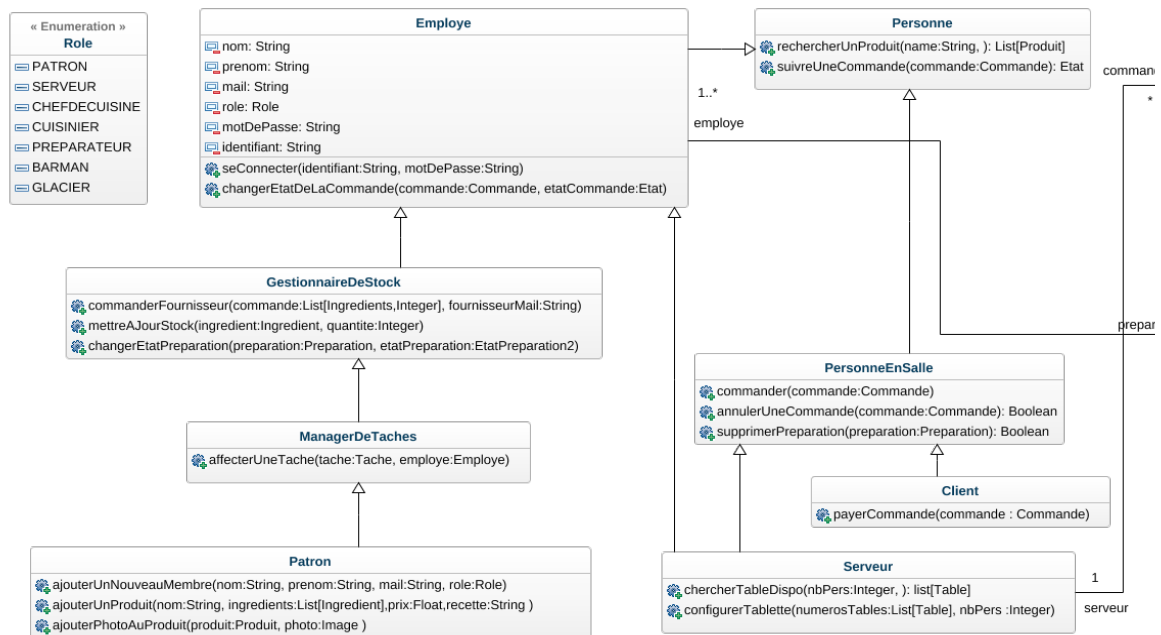 « Enumeration »
Role
PATRON
SERVEUR
CHEFDECUISINE
CUISINIER
PREPARATEUR
BARMAN
GLACIER
Employe
nom: String
prenom: String
mail: String
role: Role
motDePasse: String
identifiant: String
seConnecter(identifiant:String, motDePasse:String)
changerEtatDeLaCommande(commande:Commande, etatCommande:Etat)
Personne
rechercherUnProduit(name:String, ): List[Produit]
suivreUneCommande(commande:Commande): Etat
1..*
employe
*
GestionnaireDeStock
commanderFournisseur(commande:List[Ingredients,Integer], fournisseurMail:String)
mettreAJourStock(ingredient:Ingredient, quantite:Integer)
changerEtatPreparation(preparation:Preparation, etatPreparation:EtatPreparation2)
ManagerDeTaches
affecterUneTache(tache:Tache, employe:Employe)
Patron
ajouterUnNouveauMembre(nom:String, prenom:String, mail:String, role:Role)
ajouterUnProduit(nom:String, ingredients:List[Ingredient],prix:Float,recette:String )
ajouterPhotoAuProduit(produit:Produit, photo:Image )
PersonneEnSalle
commander(commande:Commande)
annulerUneCommande(commande:Commande): Boolean
supprimerPreparation(preparation:Preparation): Boolean
Client
payerCommande(commande : Commande)
Serveur
chercherTableDispo(nbPers:Integer, ): list[Table]
configurerTablette(numerosTables:List[Table], nbPers :Integer)
1
serveur